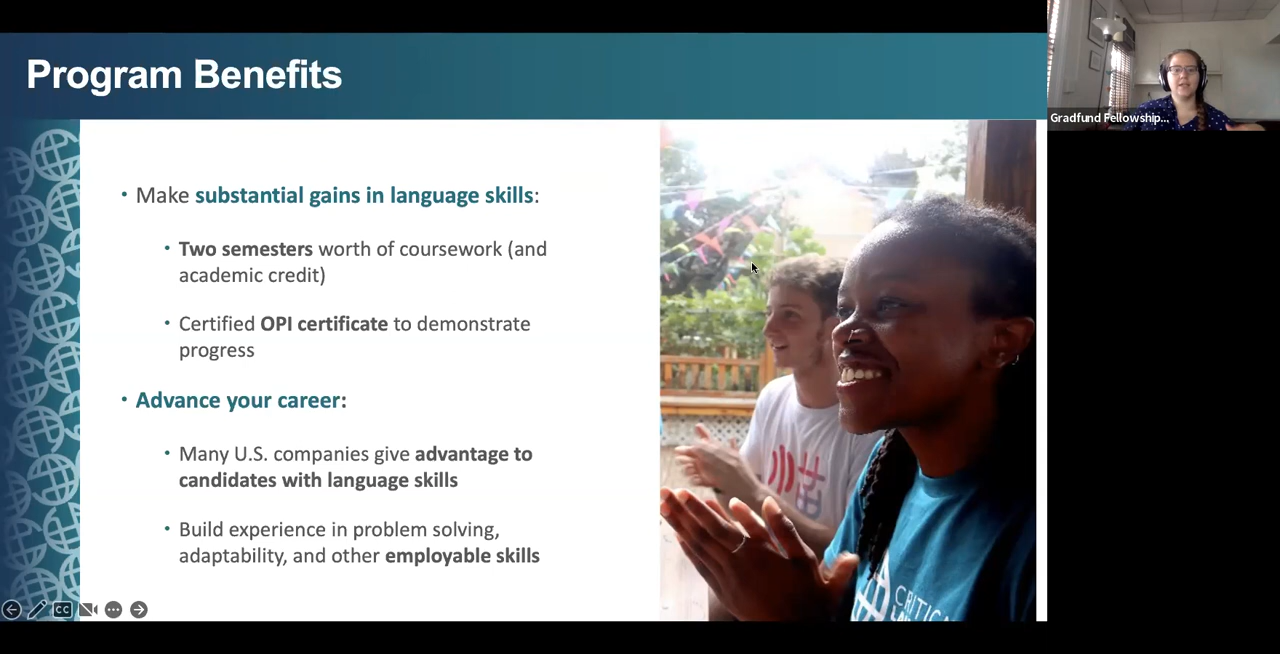 Program Benefits
Gradfund Fellowship...
• Make substantial gains in language skills:
• Two semesters worth of coursework (and
academic credit)
• Certified OPI certificate to demonstrate
progress
• Advance your career:
• Many U.S. companies give advantage to
candidates with language skills
• Build experience in problem solving,
adaptability, and other employable skills
CRITICA
CC